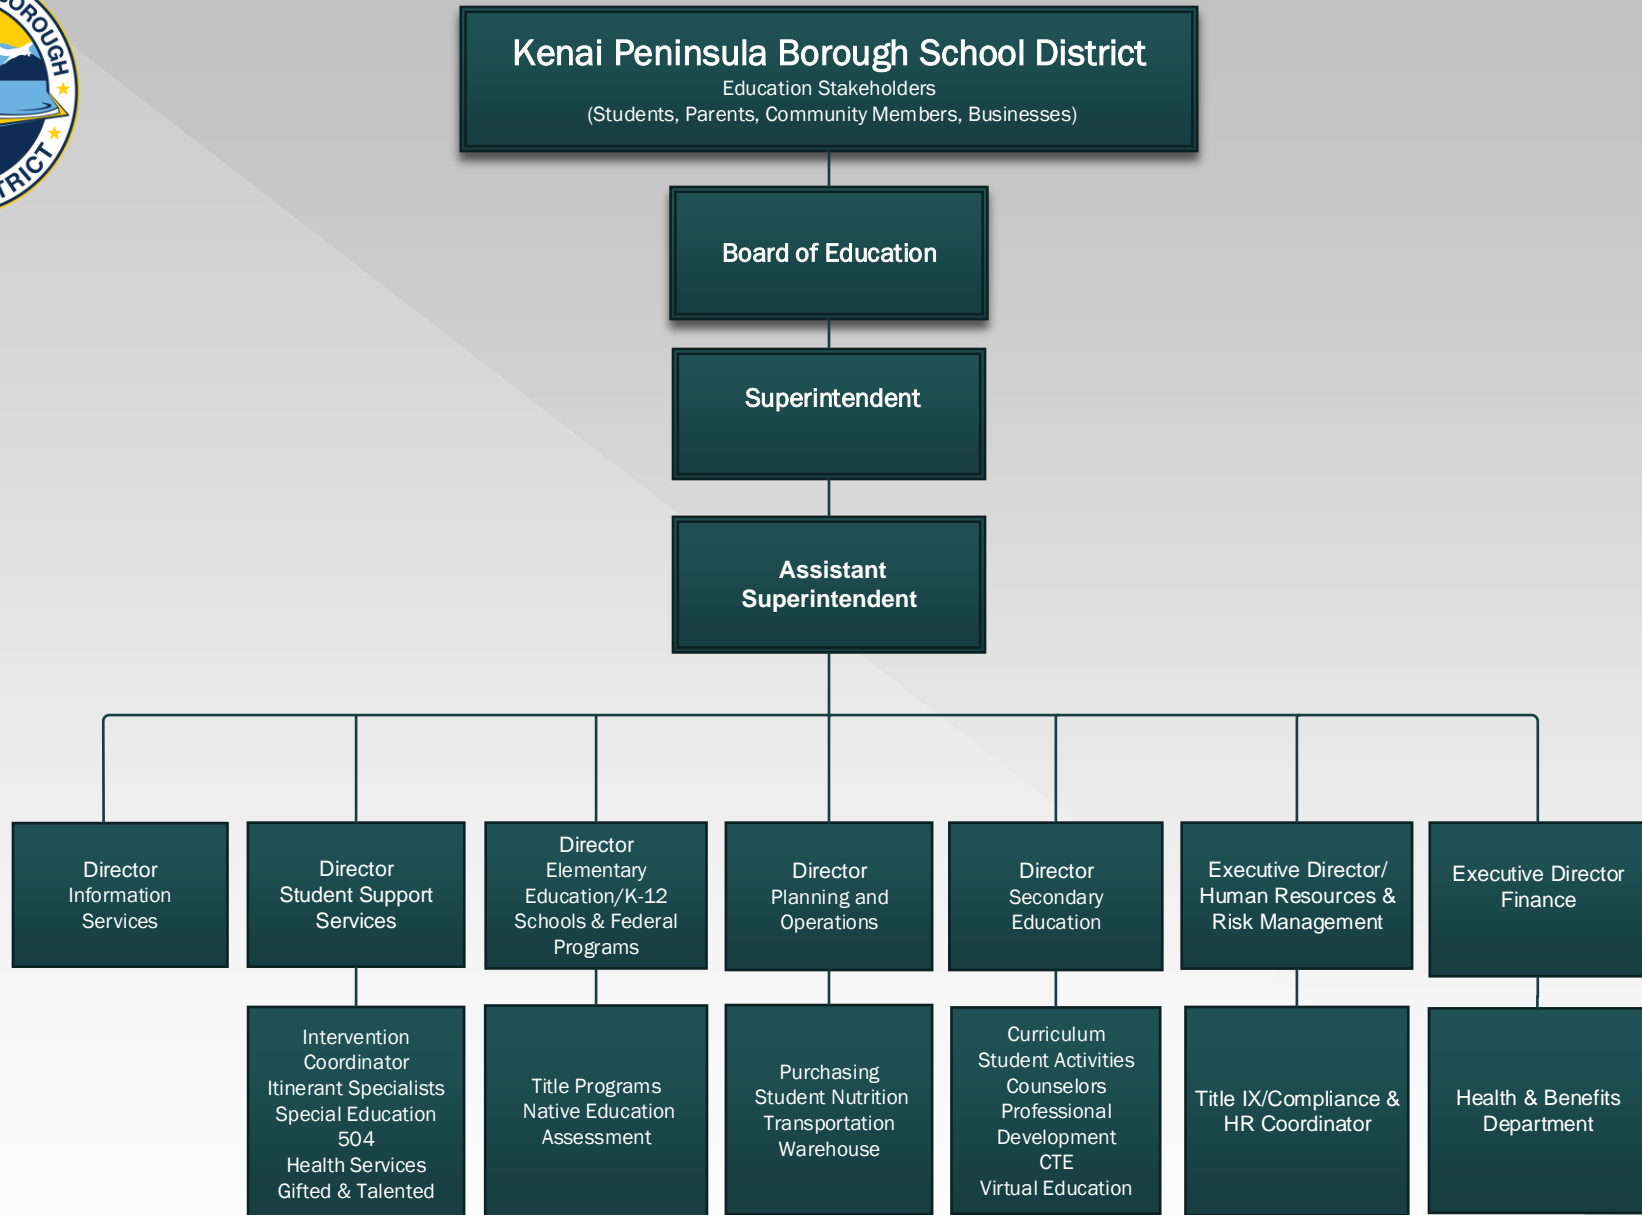 OROUGH
TRICT
Kenai Peninsula Borough School District
Education Stakeholders
(Students, Parents, Community Members, Businesses)
Board of Education
Superintendent
Assistant
Superintendent
Director
Information
Services
Director
Student Support
Services
Director
Elementary
Education/K-12
Schools & Federal
Programs
Director
Planning and
Operations
Director
Secondary
Education
Executive Director/
Human Resources &
Risk Management
Executive Director
Finance
Intervention
Coordinator
Itinerant Specialists
Special Education
504
Health Services
Gifted & Talented
Title Programs
Native Education
Assessment
Purchasing
Student Nutrition
Transportation
Warehouse
Curriculum
Student Activities
Counselors
Professional
Development
CTE
Virtual Education
Title IX/Compliance &
HR Coordinator
Health & Benefits
Department